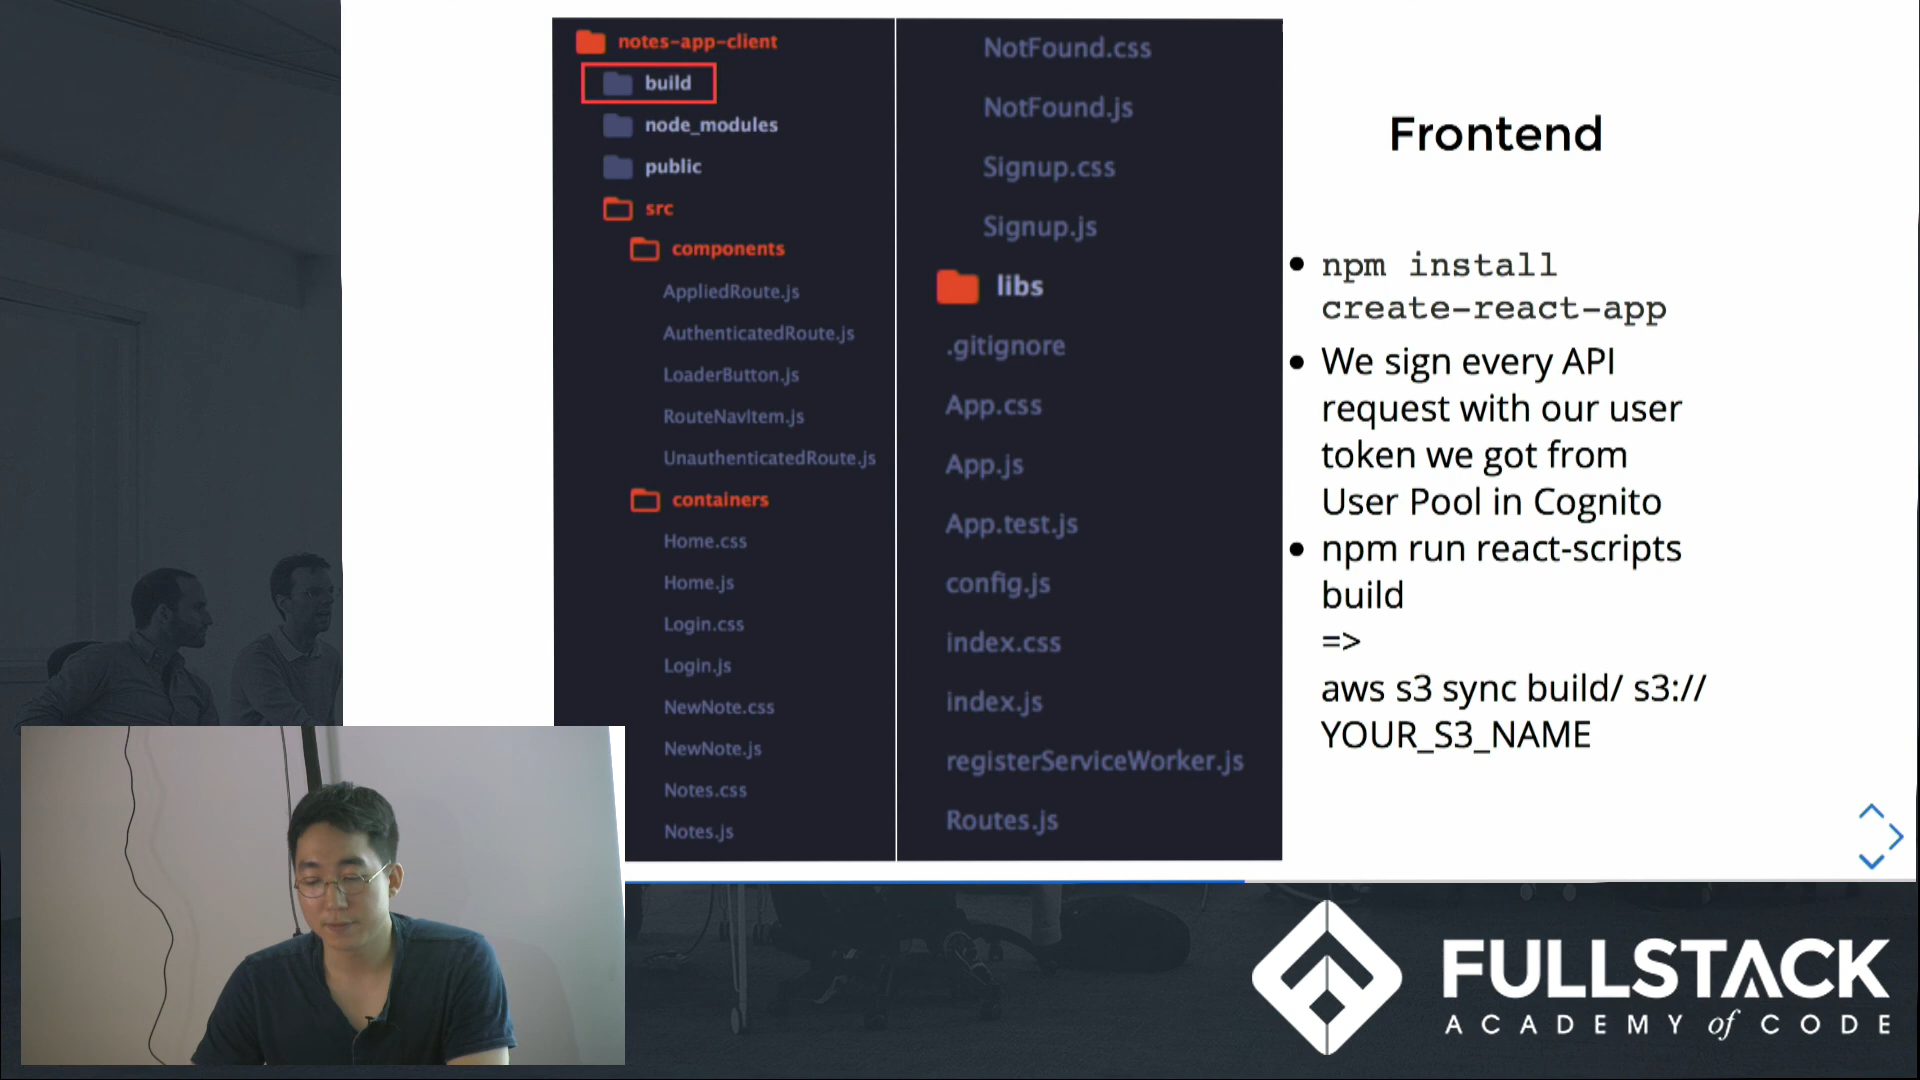 notes-app-client
build
node_modules
public
src
components
AppliedRoute.js
AuthenticatedRoute.js
LoaderButton.js
RouteNavItem.js
UnauthenticatedRoute.js
containers
Home.css
Home.js
Login.css
Login.js
NewNote.css
NewNote.js
Notes.css
Notes.js
NotFound.css
NotFound.js
Signup.css
Signup.js
libs
.gitignore
App.css
App.js
App.test.js
config.js
index.css
index.js
registerServiceWorker.js
Routes.js
Frontend
• npm install
create-react-app
• We sign every API
request with our user
token we got from
User Pool in Cognito
• npm run react-scripts
build
=>
aws s3 sync build/ s3://
YOUR_S3_NAME
FULLSTACK
ACADEMY of CODE